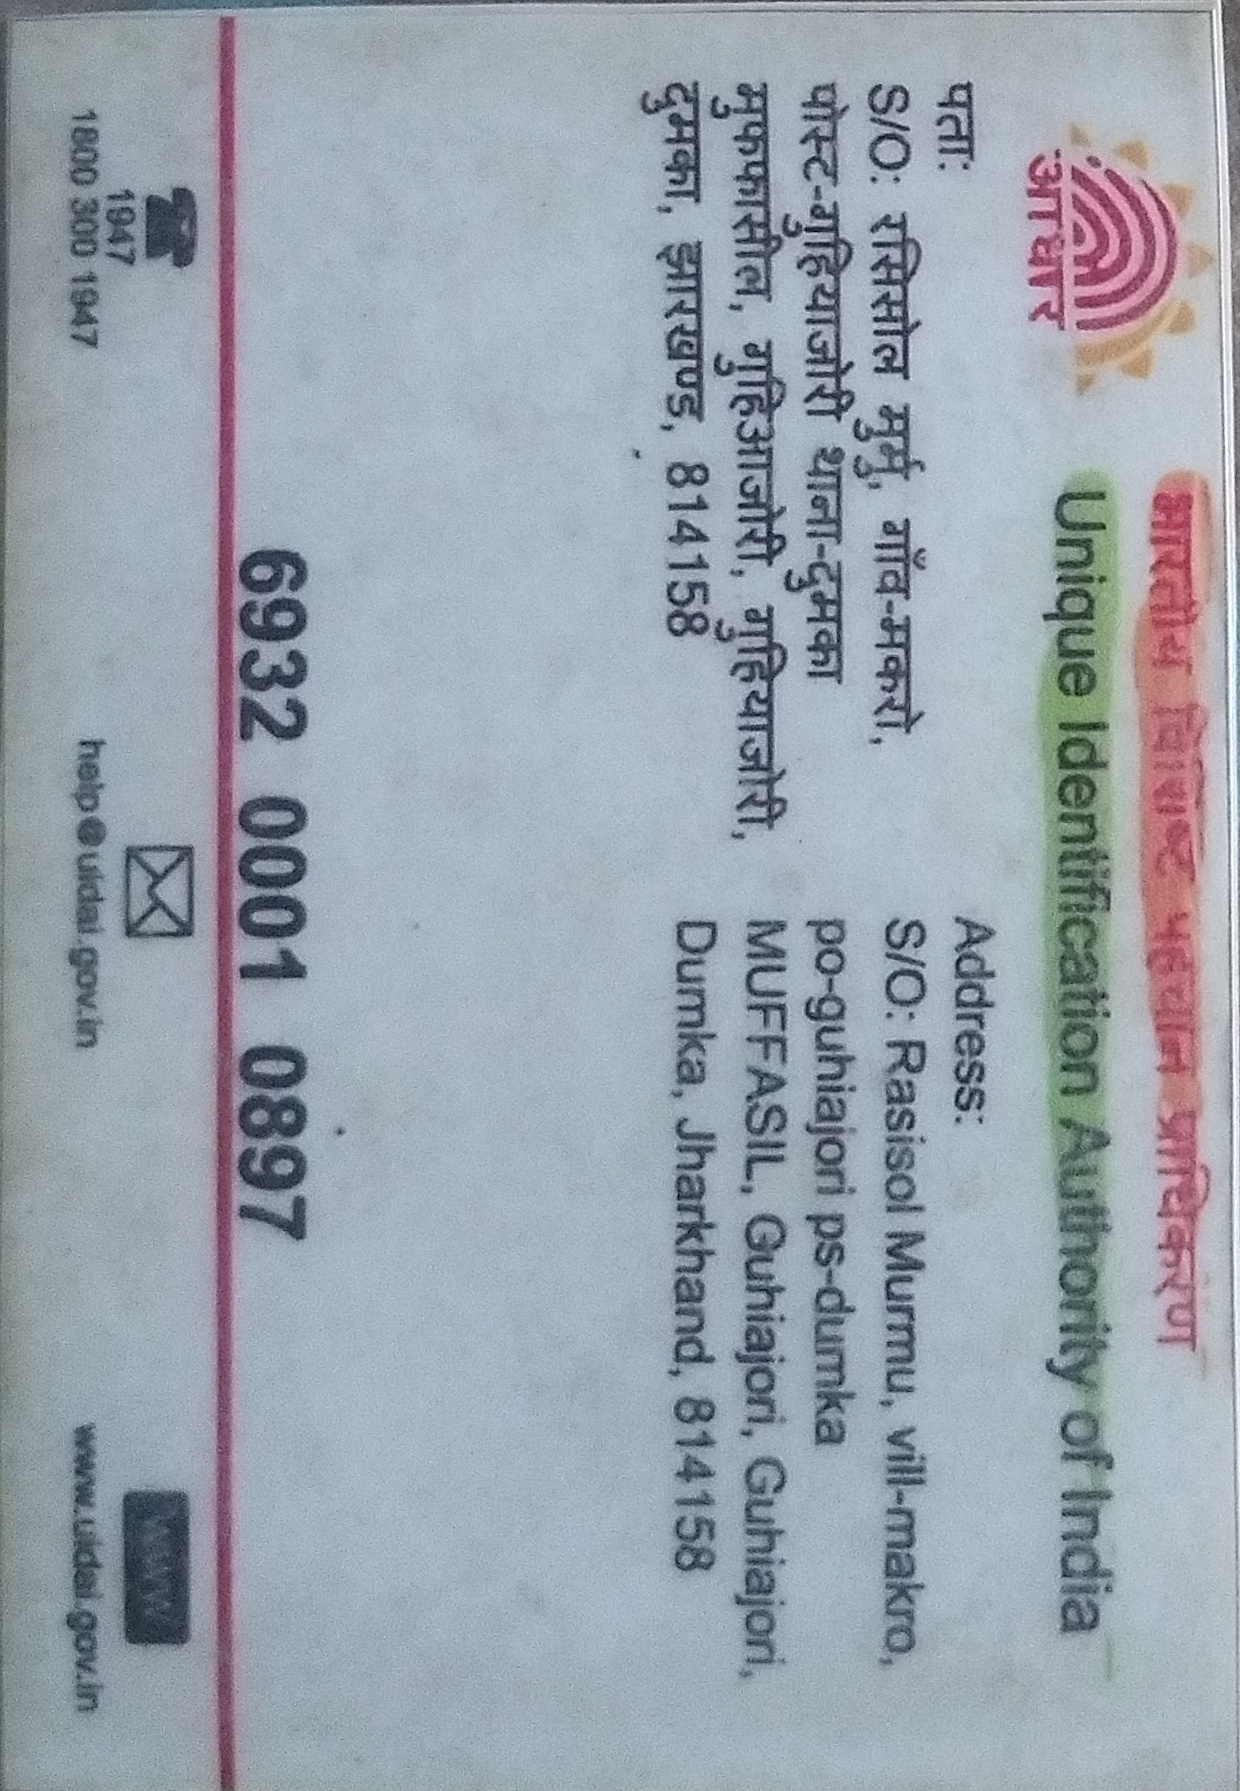 भारतीय विशिष्ट पहचान प्राधिकरण
Unique Identification Authority of India
आधार
पता:
S/O: रसिसोल मुर्मु, गाँव-मकरो,
पोस्ट-गुहियाजोरी थाना-दुमका
मुफफासील, गुहिआजोरी, गुहियाजोरी,
दुमका, झारखण्ड, 814158
Address:
S/O: Rasisol Murmu, vill-makro,
po-guhiajori ps-dumka
MUFFASIL, Guhiajori, Guhiajori,
Dumka, Jharkhand, 814158
6932 0001 0897
1947
1800 300 1947
help@uidai.gov.in
www
www.uidai.gov.in